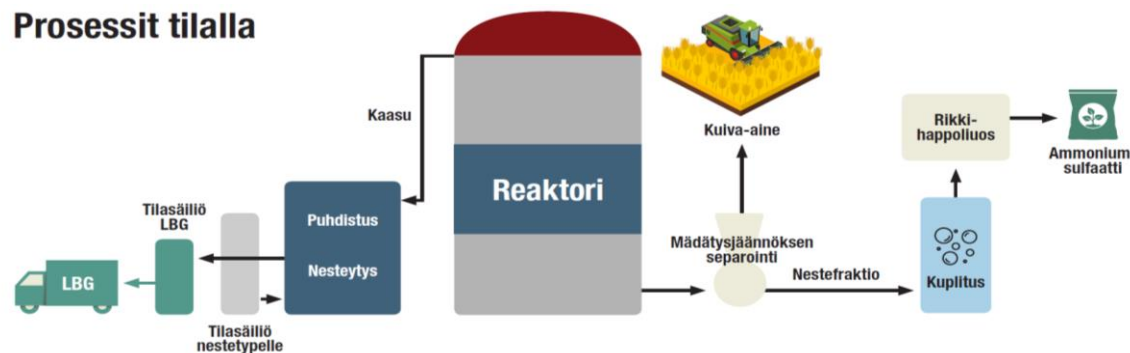 Prosessit tilalla
Kaasu
Reaktori
Kuiva-aine
Rikki-
happoliuos
Ammonium
sulfaatti
Puhdistus
Nesteytys
Tilasäiliö
LBG
LBG
Tilasäiliö
nestetypelle
Mädätysjäännöksen
separointi
Nestefraktio
Kuplitus